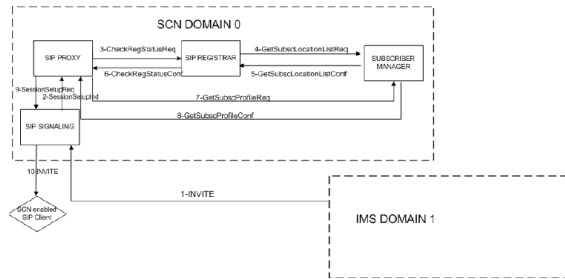 SCN DOMAIN 0
3-CheckRegStatusReq
4-GetSubscLocationListReq
SIP PROXY
SIP REGISTRAR
SUBSCRIBER
MANAGER
6-CheckRegStatusConf
5-GetSubscLocationListConf
9-SessionSetupReq
2-SessionSetupInd
7-GetSubscProfileReq
8-GetSubscProfileConf
SIP SIGNALING
10-INVITE
1-INVITE
SCN enabled
SIP Client
IMS DOMAIN 1